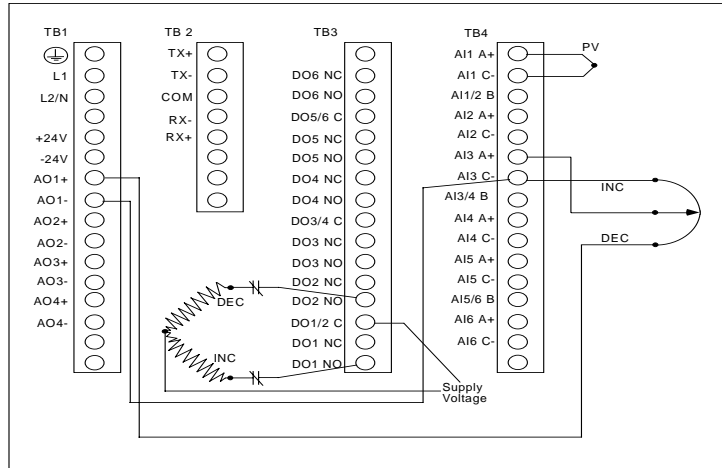 TB1
L1
L2/N
+24V
-24V
AO1+
AO1-
AO2+
AO2-
AO3+
AO3-
AO4+
AO4-
TB 2
TX+
TX-
COM
RX-
RX+
TB3
DO6 NC
DO6 NO
DO5/6 C
DO5 NC
DO5 NO
DO4 NC
DO4 NO
DO3/4 C
DO3 NC
DO3 NO
DO2 NC
DO2 NO
DO1/2 C
DO1 NC
DO1 NO
DEC
INC
Supply
Voltage
TB4
AI1 A+
AI1 C-
AI1/2 B
AI2 A+
AI2 C-
AI3 A+
AI3 C-
AI3/4 B
AI4 A+
AI4 C-
AI5 A+
AI5 C-
AI5/6 B
AI6 A+
AI6 C-
PV
INC
DEC